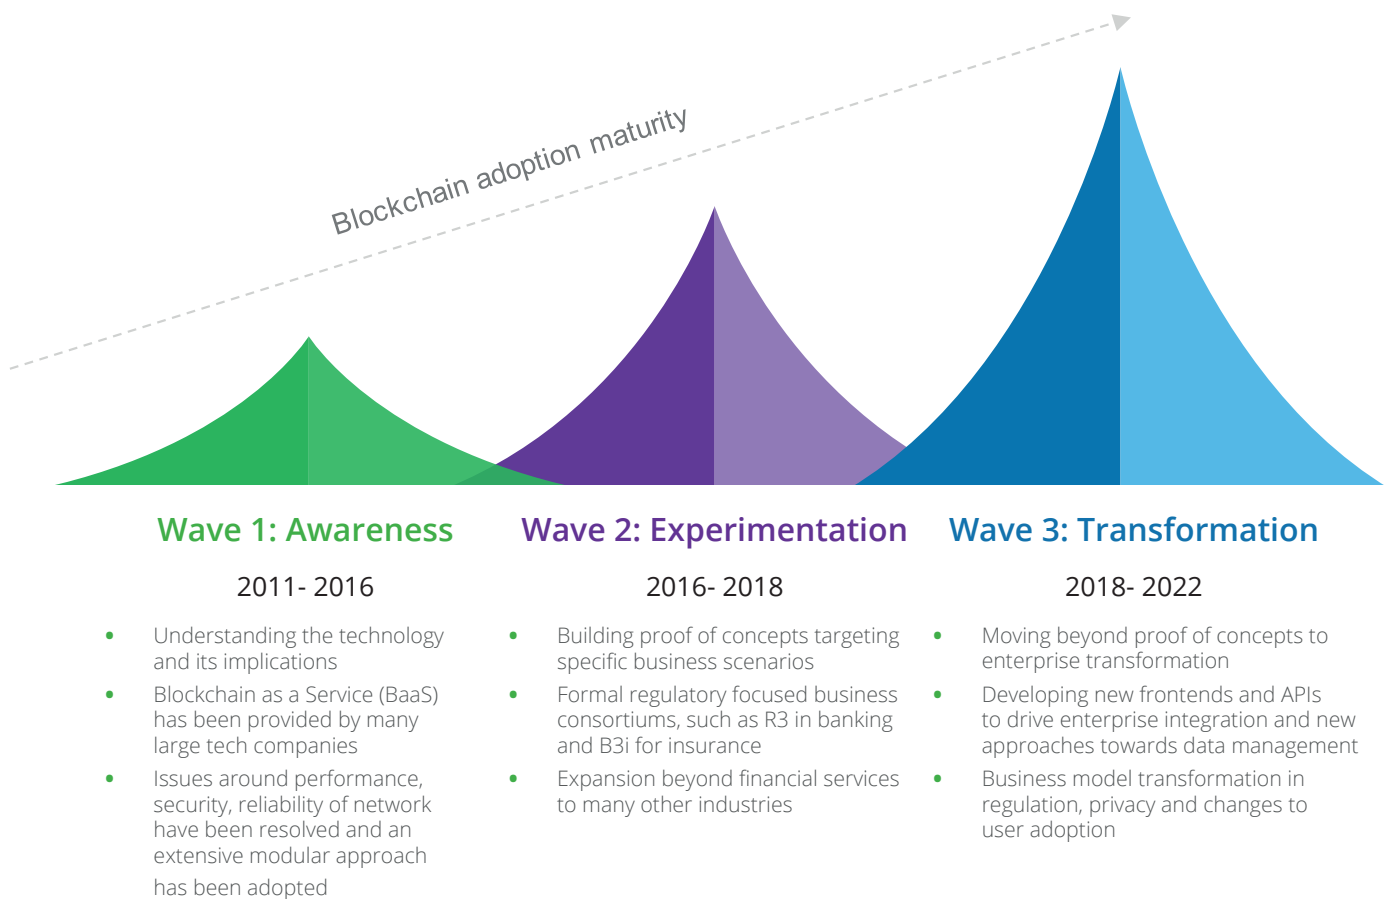 Blockchain adoption maturity
Wave 1: Awareness
2011- 2016
• Understanding the technology
and its implications
• Blockchain as a Service (BaaS)
has been provided by many
large tech companies
• Issues around performance,
security, reliability of network
have been resolved and an
extensive modular approach
has been adopted
Wave 2: Experimentation
2016- 2018
• Building proof of concepts targeting
specific business scenarios
• Formal regulatory focused business
consortiums, such as R3 in banking
and B3i for insurance
• Expansion beyond financial services
to many other industries
Wave 3: Transformation
2018- 2022
• Moving beyond proof of concepts to
enterprise transformation
• Developing new frontends and APIs
to drive enterprise integration and new
approaches towards data management
• Business model transformation in
regulation, privacy and changes to
user adoption